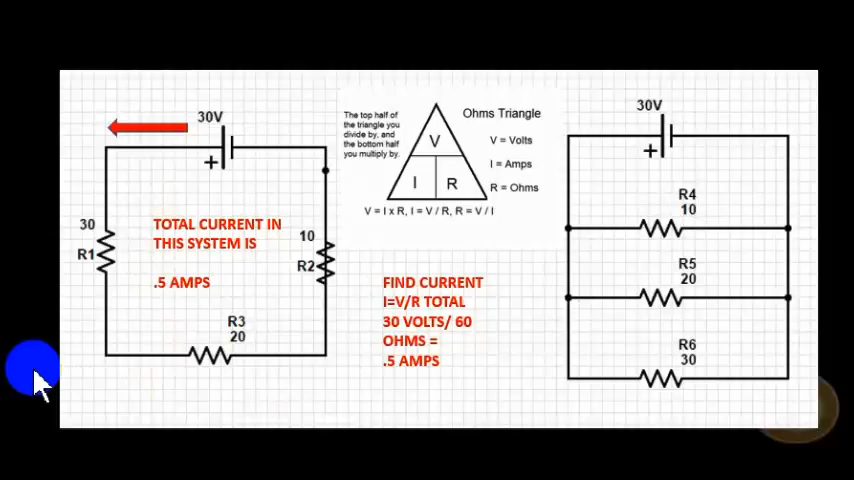 30V
+
30
R1
TOTAL CURRENT IN
THIS SYSTEM IS
.5 AMPS
10
R2
R3
20
The top half of
the triangle you
divide by, and
the bottom half
you multiply by.
Ohms Triangle
V
I
R
V = Volts
I = Amps
R = Ohms
V = I x R, I = V / R, R = V / I
FIND CURRENT
I=V/R TOTAL
30 VOLTS/ 60
OHMS =
.5 AMPS
30V
+
R4
10
R5
20
R6
30